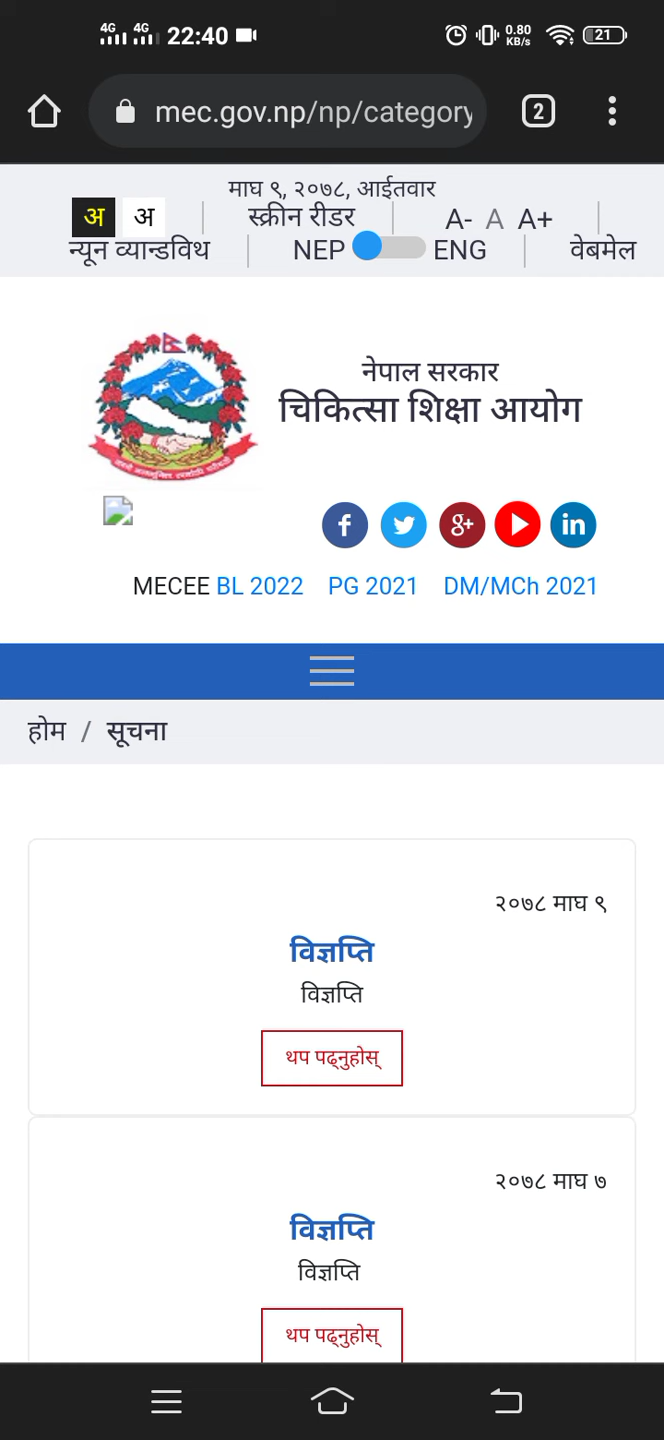 4G 4G 22:40 0.80 KB/s 21
mec.gov.np/np/category
2
माघ ९, २०७८, आईतवार
अ अ स्क्रीन रीडर A- A A+
न्यून व्यान्डविथ NEP ENG वेबमेल
नेपाल सरकार
चिकित्सा शिक्षा आयोग
f g+ in
MECEE BL 2022 PG 2021 DM/MCh 2021
होम / सूचना
२०७८ माघ ९
विज्ञप्ति
विज्ञप्ति
थप पढ्नुहोस्
२०७८ माघ ७
विज्ञप्ति
विज्ञप्ति
थप पढ्नुहोस्